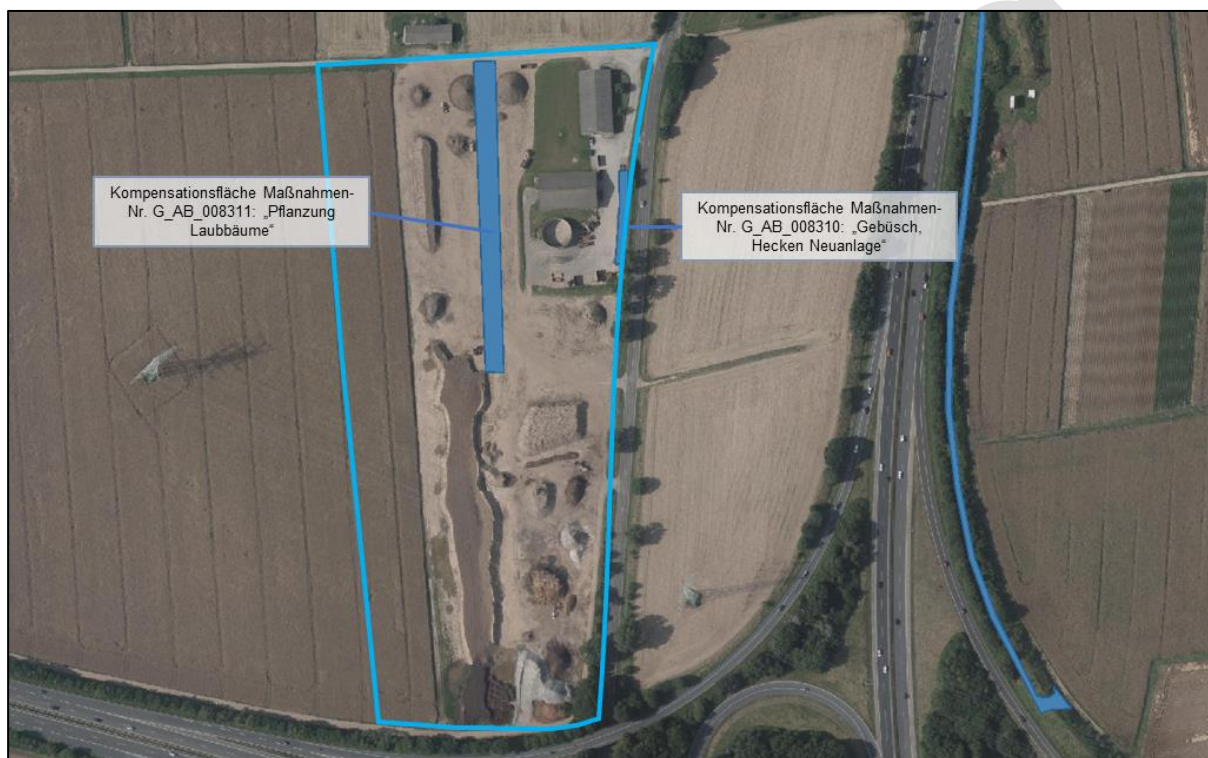 Kompensationsfläche Maßnahmen-
Nr. G_AB_008311: „Pflanzung
Laubbäume“
Kompensationsfläche Maßnahmen-
Nr. G_AB_008310: „Gebüsch,
Hecken Neuanlage“